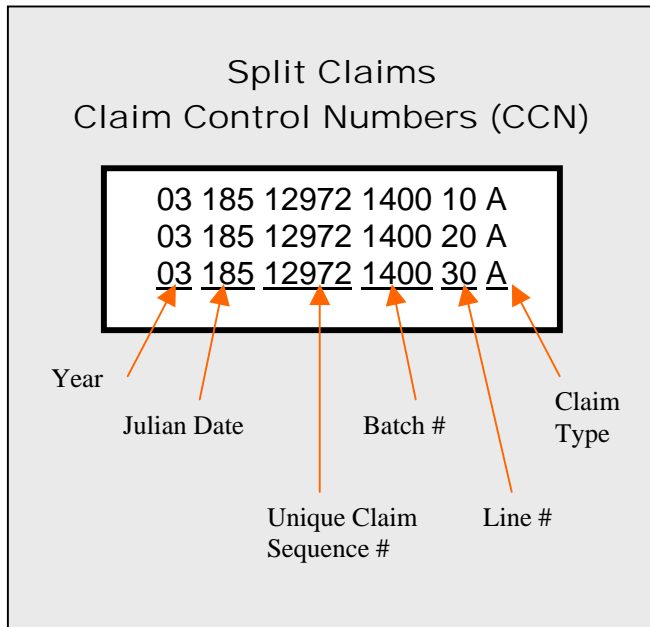 Split Claims
Claim Control Numbers (CCN)
03 185 12972 1400 10 A
03 185 12972 1400 20 A
03 185 12972 1400 30 A
Year
Julian Date
Batch #
Claim
Type
Unique Claim
Sequence #
Line #